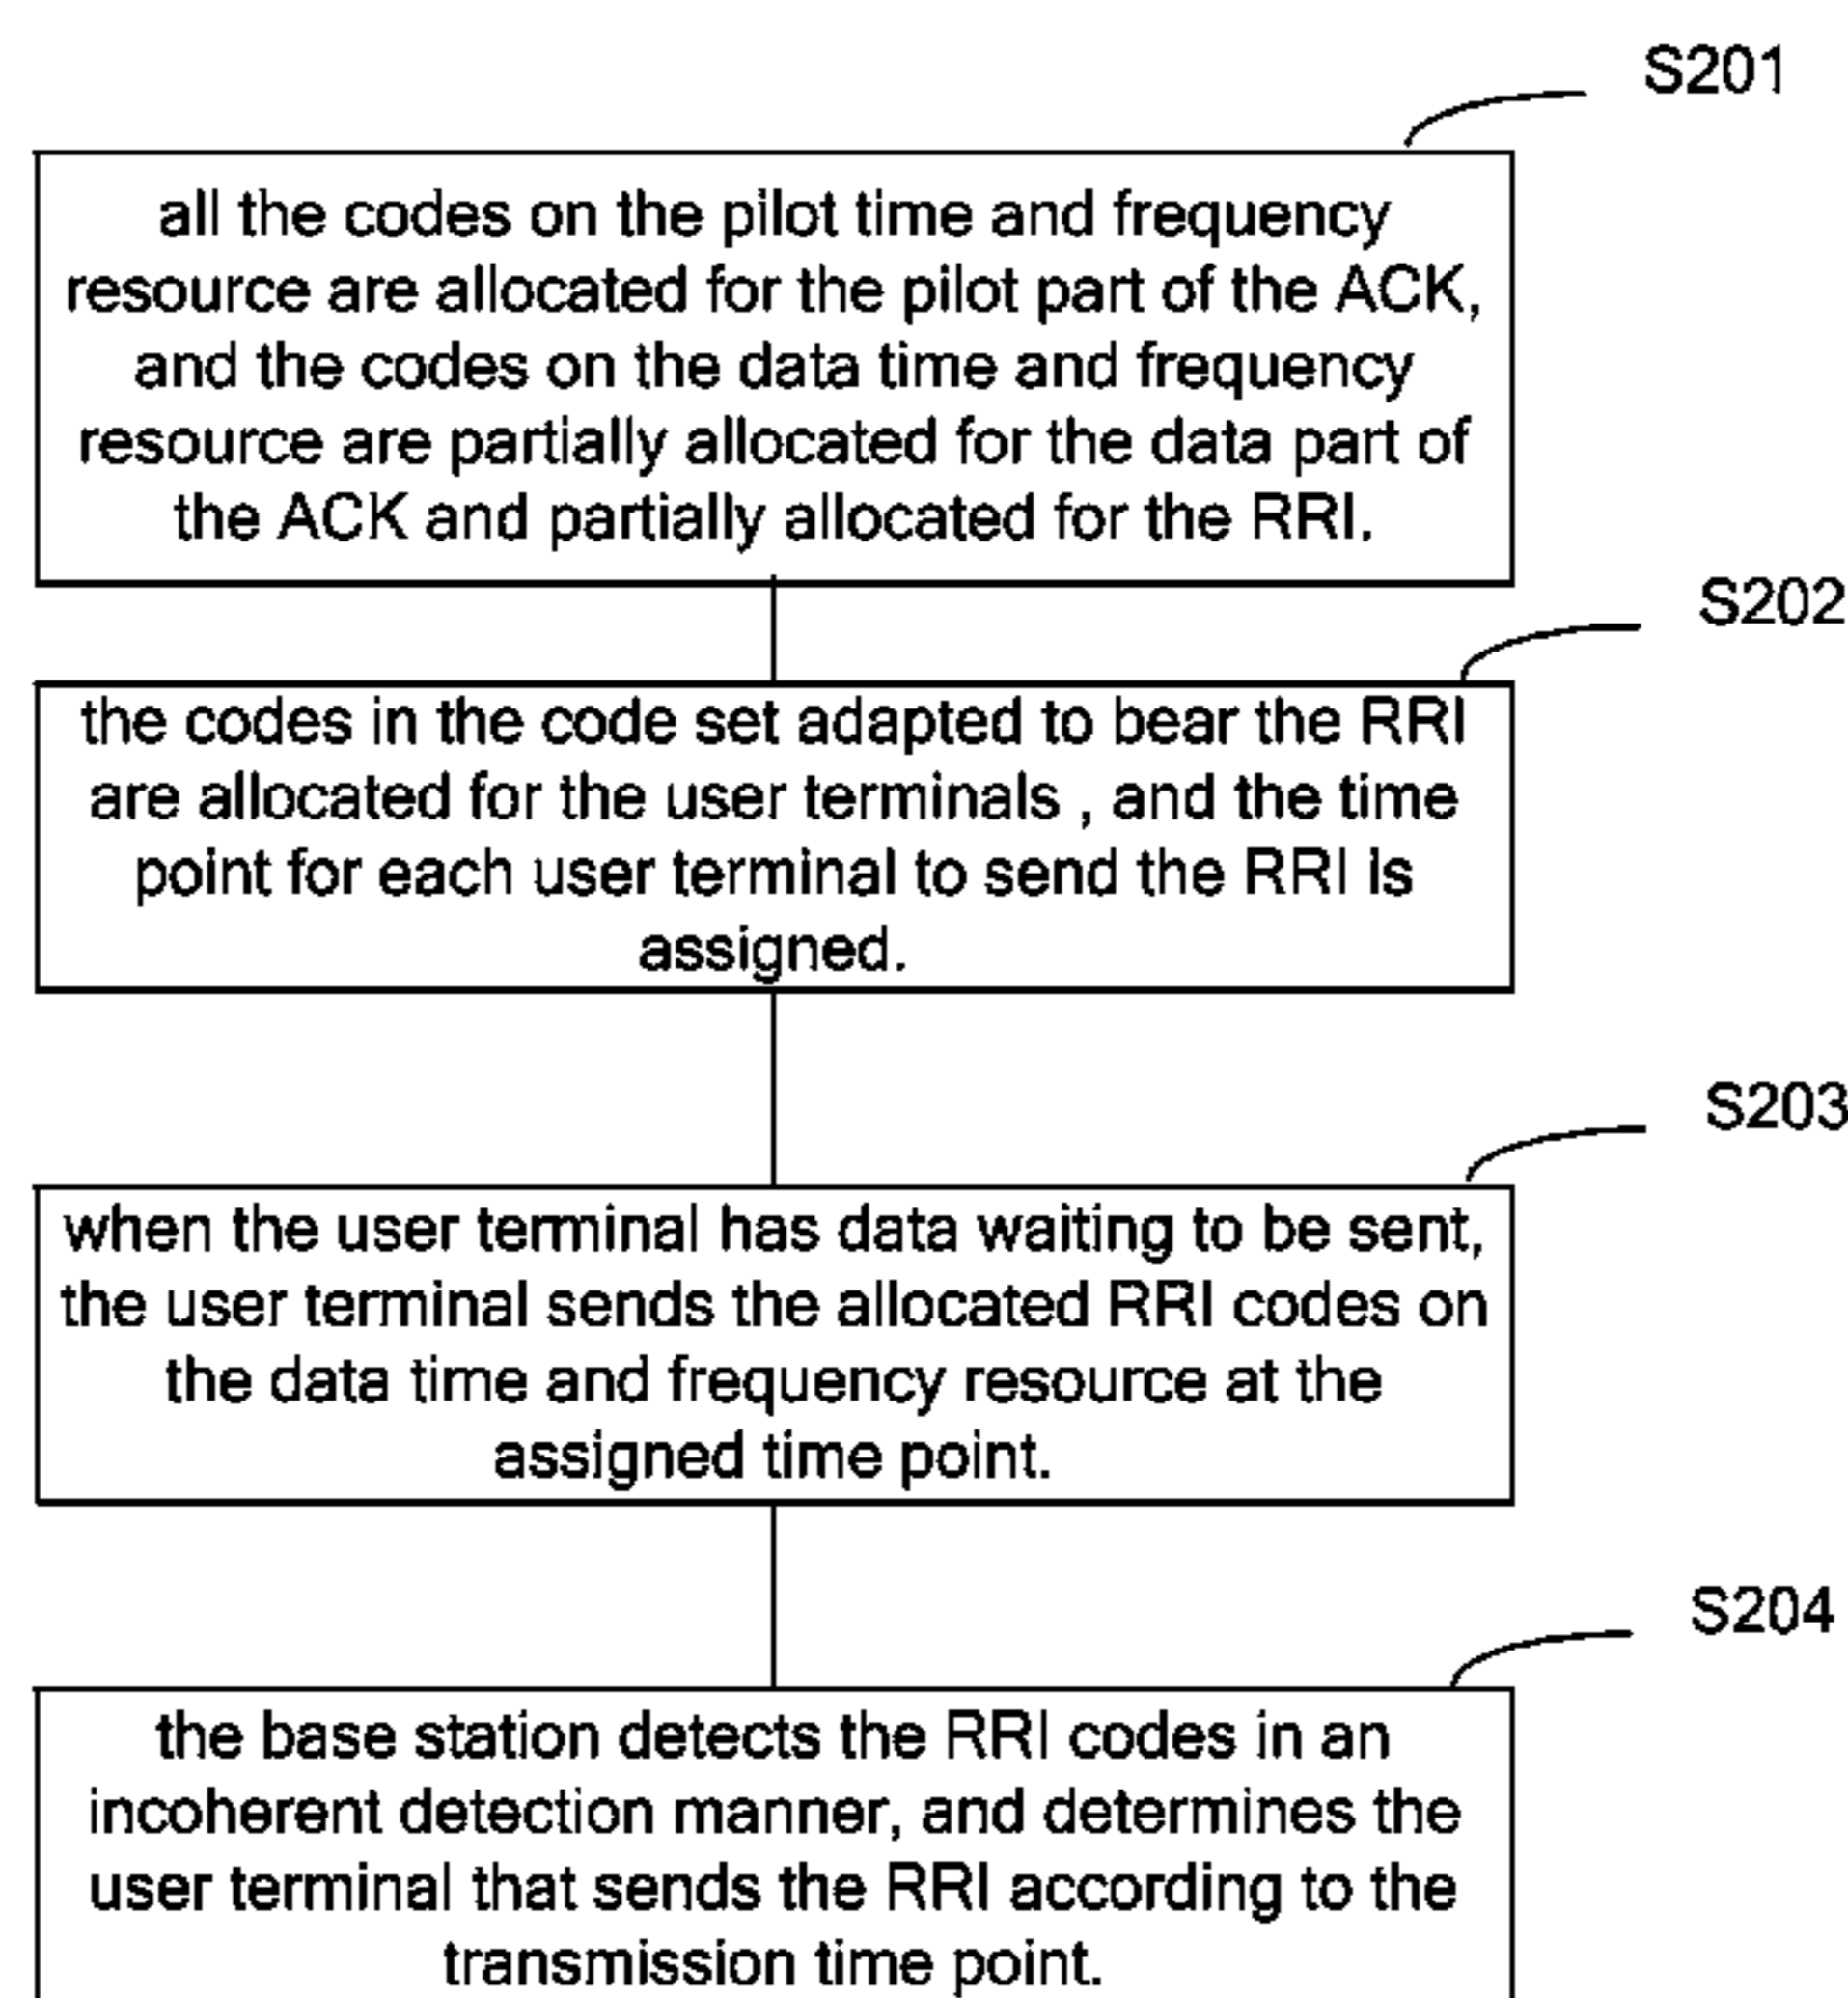 S201
all the codes on the pilot time and frequency
resource are allocated for the pilot part of the ACK,
and the codes on the data time and frequency
resource are partially allocated for the data part of
the ACK and partially allocated for the RRI.
S202
the codes in the code set adapted to bear the RRI
are allocated for the user terminals , and the time
point for each user terminal to send the RRI is
assigned.
S203
when the user terminal has data waiting to be sent,
the user terminal sends the allocated RRI codes on
the data time and frequency resource at the
assigned time point.
S204
the base station detects the RRI codes in an
incoherent detection manner, and determines the
user terminal that sends the RRI according to the
transmission time point.